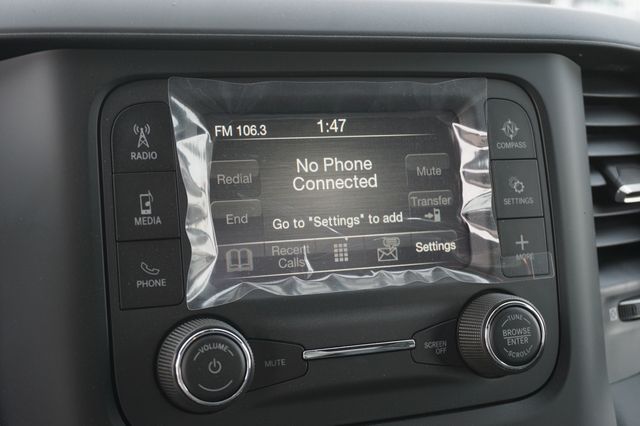 FM 106.3
1:47
No Phone
Connected
Redial
Mute
End
Transfer
Go to "Settings" to add
Recent
Calls
Settings
RADIO
MEDIA
PHONE
COMPASS
SETTINGS
MORE
VOLUME
MUTE
SCREEN
OFF
TUNE
BROWSE
ENTER
SCROLL